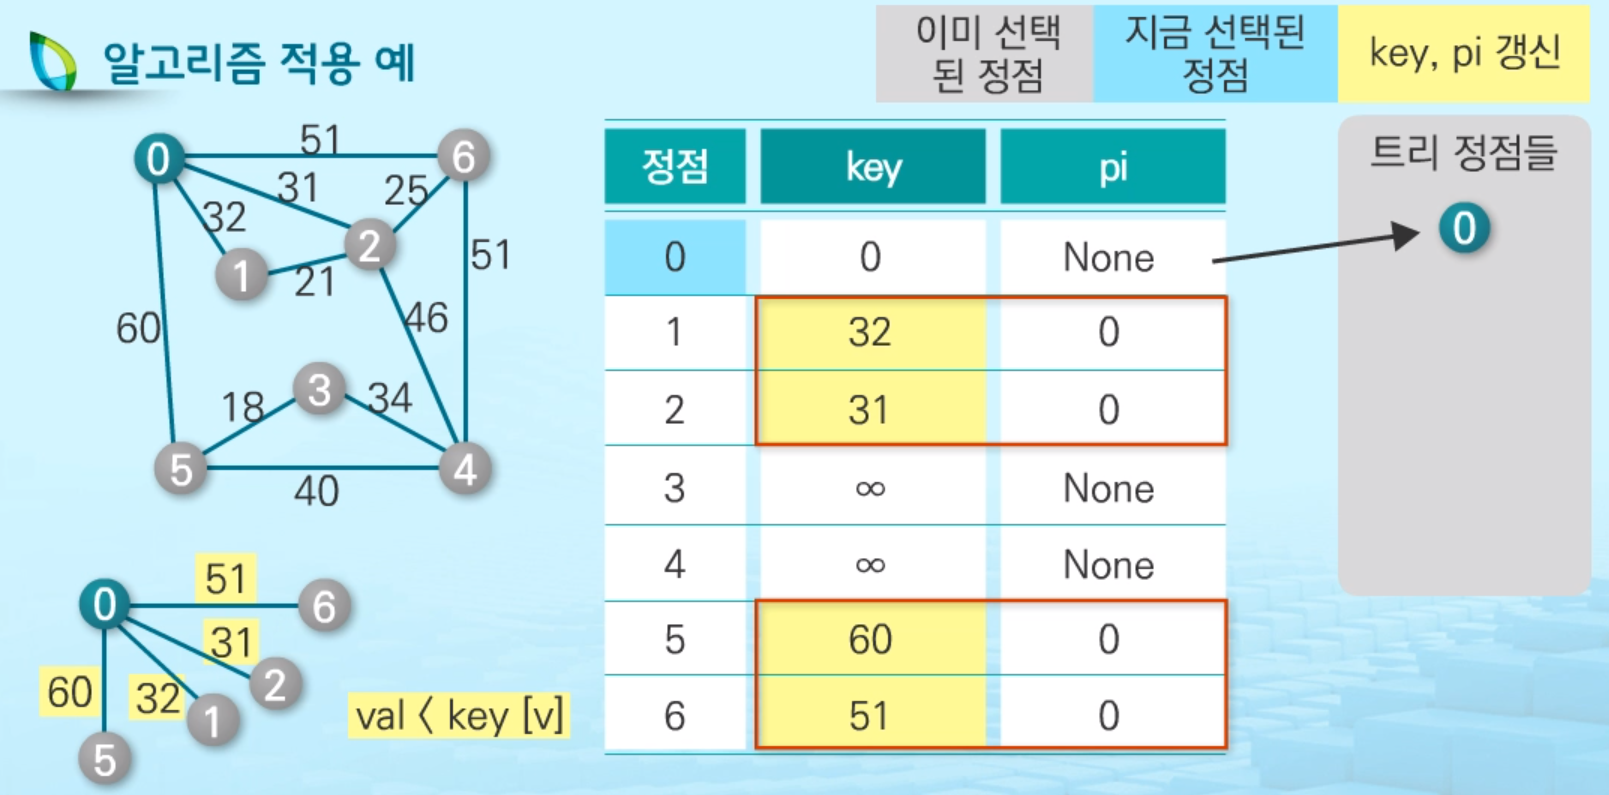 알고리즘 적용 예
이미 선택
된 정점
지금 선택된
정점
key, pi 갱신
0
51
6
31
25
32
2
1
21
51
60
46
3
18
34
5
4
40
정점 key pi
0 0 None
1 32 0
2 31 0
3 ∞ None
4 ∞ None
5 60 0
6 51 0
트리 정점들
0
51
0
6
31
60
32
2
1
5
val < key [v]